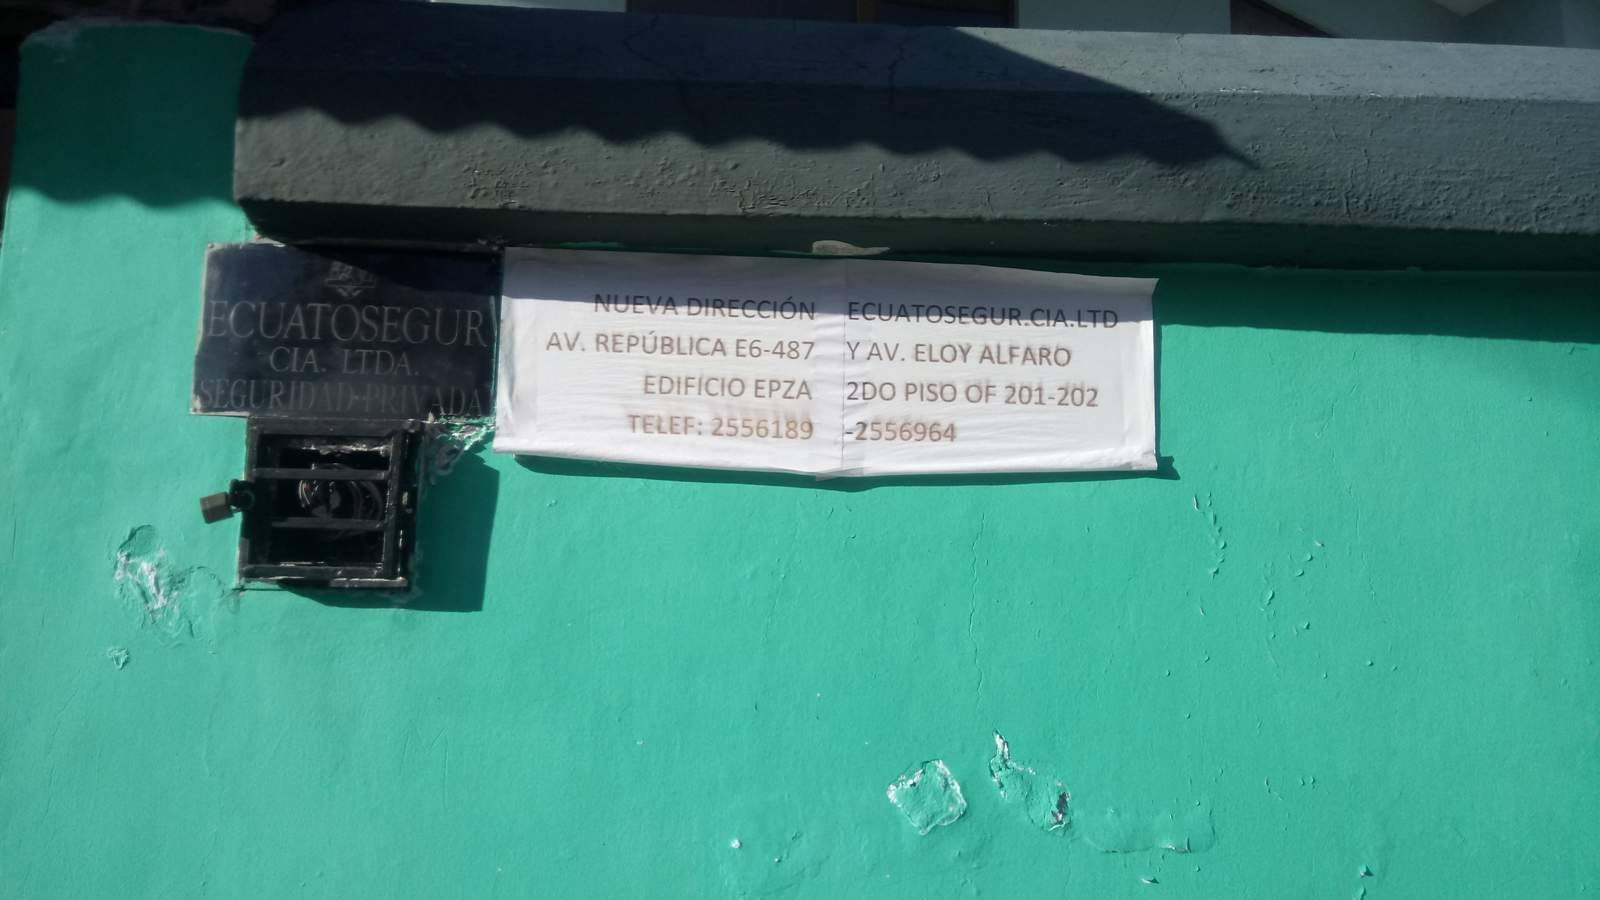 ECUATOSEGUR
CIA. LTDA.
SEGURIDAD-PRIVADA
NUEVA DIRECCIÓN ECUATOSEGUR.CIA.LTD
AV. REPÚBLICA E6-487 Y AV. ELOY ALFARO
EDIFICIO EPZA 2DO PISO OF 201-202
TELEF: 2556189 -2556964